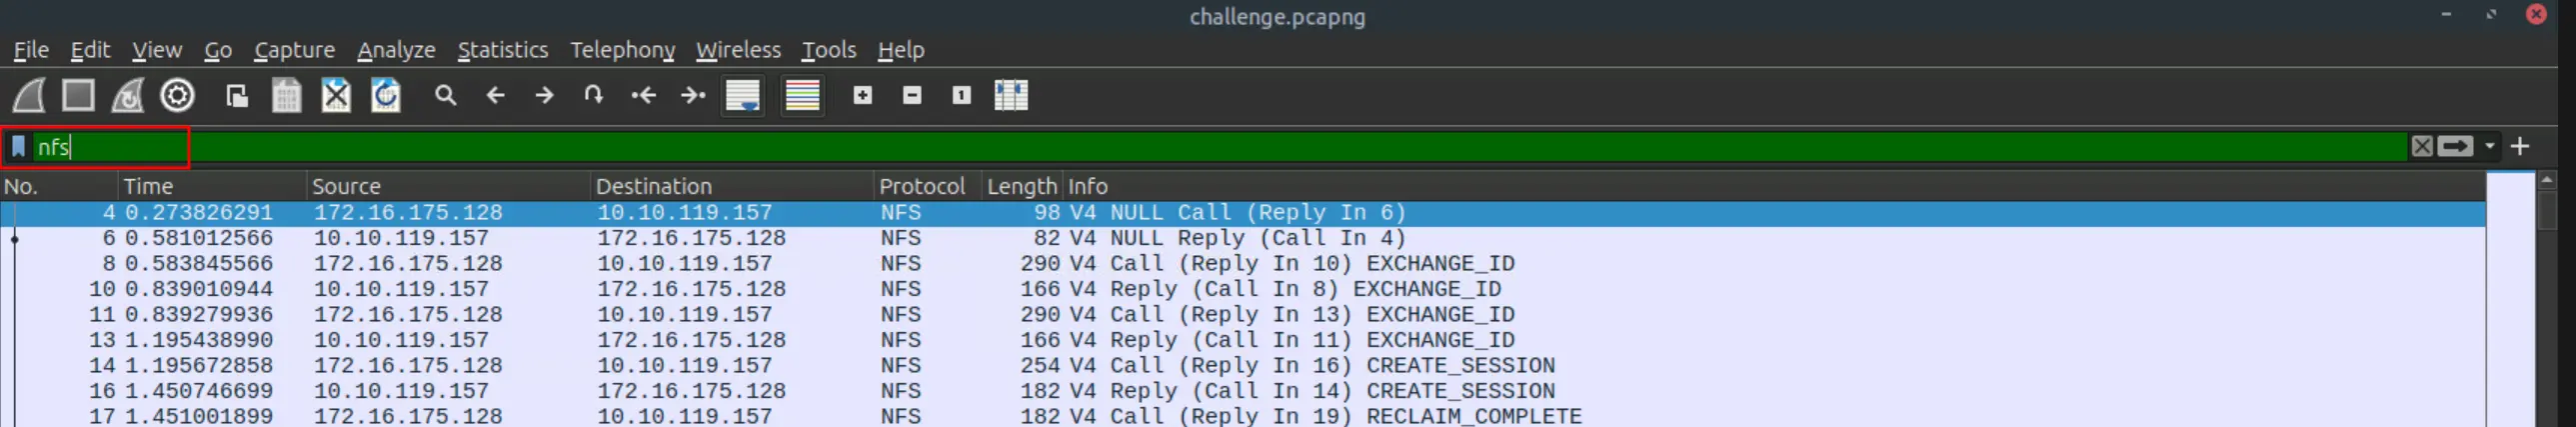 challenge.pcapng
File Edit View Go Capture Analyze Statistics Telephony Wireless Tools Help
nfs
No. Time Source Destination Protocol Length Info
4 0.273826291 172.16.175.128 10.10.119.157 NFS 98 V4 NULL Call (Reply In 6)
6 0.581012566 10.10.119.157 172.16.175.128 NFS 82 V4 NULL Reply (Call In 4)
8 0.583845566 172.16.175.128 10.10.119.157 NFS 290 V4 Call (Reply In 10) EXCHANGE_ID
10 0.839010944 10.10.119.157 172.16.175.128 NFS 166 V4 Reply (Call In 8) EXCHANGE_ID
11 0.839279936 172.16.175.128 10.10.119.157 NFS 290 V4 Call (Reply In 13) EXCHANGE_ID
13 1.195438990 10.10.119.157 172.16.175.128 NFS 166 V4 Reply (Call In 11) EXCHANGE_ID
14 1.195672858 172.16.175.128 10.10.119.157 NFS 254 V4 Call (Reply In 16) CREATE_SESSION
16 1.450746699 10.10.119.157 172.16.175.128 NFS 182 V4 Reply (Call In 14) CREATE_SESSION
17 1.451001899 172.16.175.128 10.10.119.157 NFS 182 V4 Call (Reply In 19) RECLAIM_COMPLETE